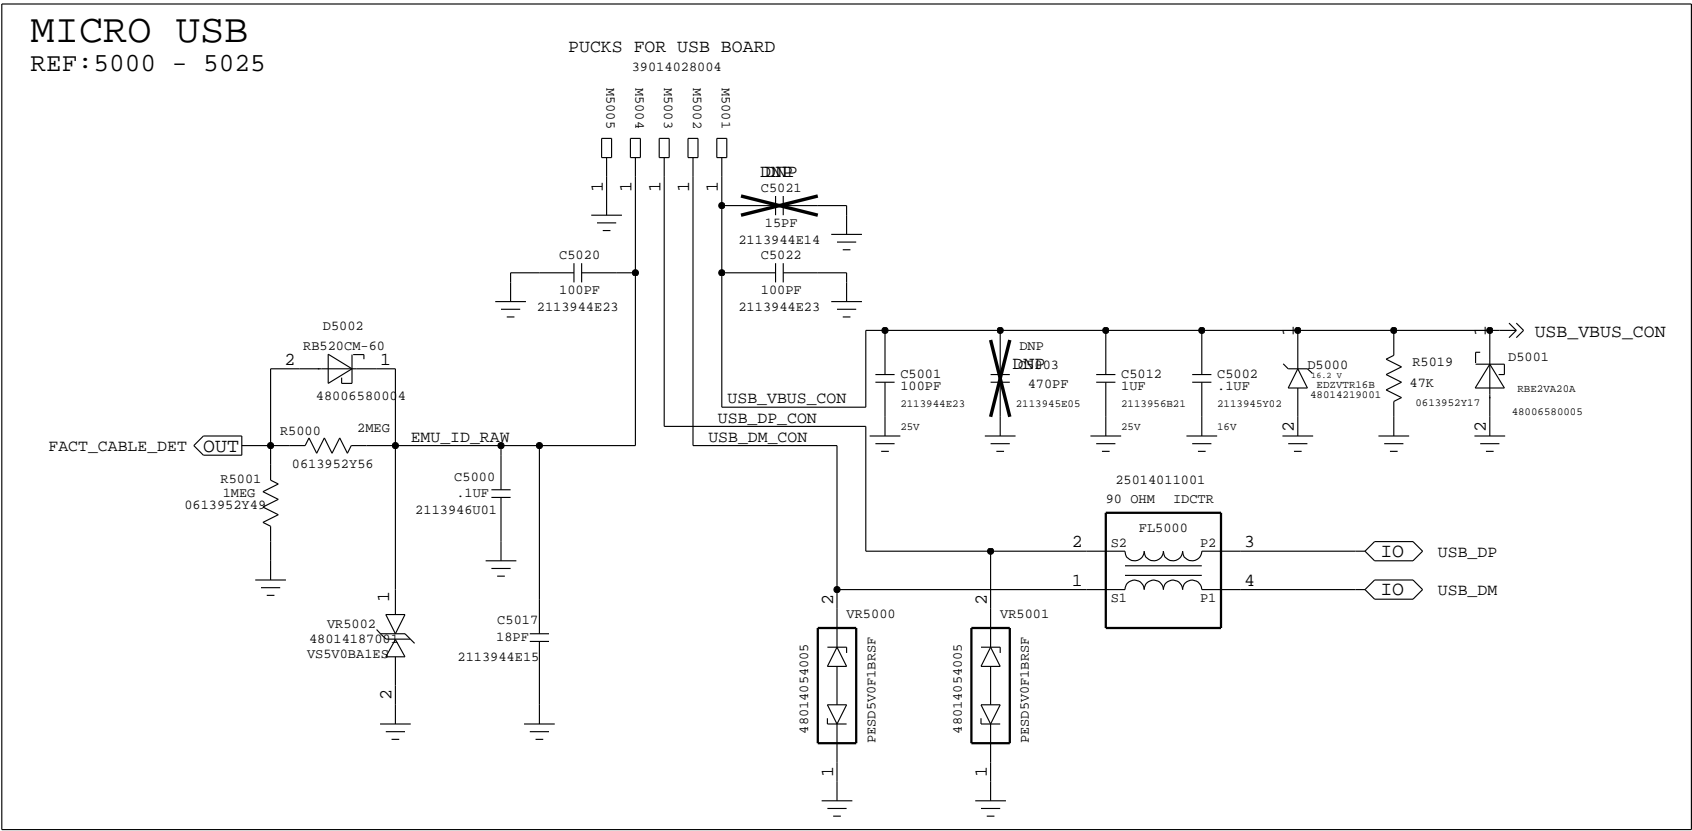 MICRO USB
REF:5000 - 5025
PUCKS FOR USB BOARD
39014028004
M5005
M5004
M5003
M5002
M5001
1
1
1
1
1
DNP
C5021
15PF
2113944E14
C5020
100PF
2113944E23
C5022
100PF
2113944E23
D5002
RB520CM-60
2
1
48006580004
FACT_CABLE_DET
OUT
R5000
2MEG
0613952Y56
R5001
1MEG
0613952Y49
EMU_ID_RAW
C5000
.1UF
2113946U01
C5017
18PF
2113944E15
1
VR5002
48014187001
VS5V0BA1ES
2
USB_VBUS_CON
USB_DP_CON
USB_DM_CON
USB_VBUS_CON
C5001
100PF
2113944E23
25V
DNP
DNP
470PF
2113945E05
C5012
1UF
2113956B21
25V
C5002
.1UF
2113945Y02
16V
D5000
16.2 V
EDZVTR16B
48014219001
2
R5019
47K
0613952Y17
D5001
RBE2VA20A
48006580005
2
25014011001
90 OHM IDCTR
FL5000
2
S2
P2
3
IO
USB_DP
1
S1
P1
4
IO
USB_DM
2
VR5000
48014054005
PESD5V0F1BRSF
1
2
VR5001
48014054005
PESD5V0F1BRSF
1